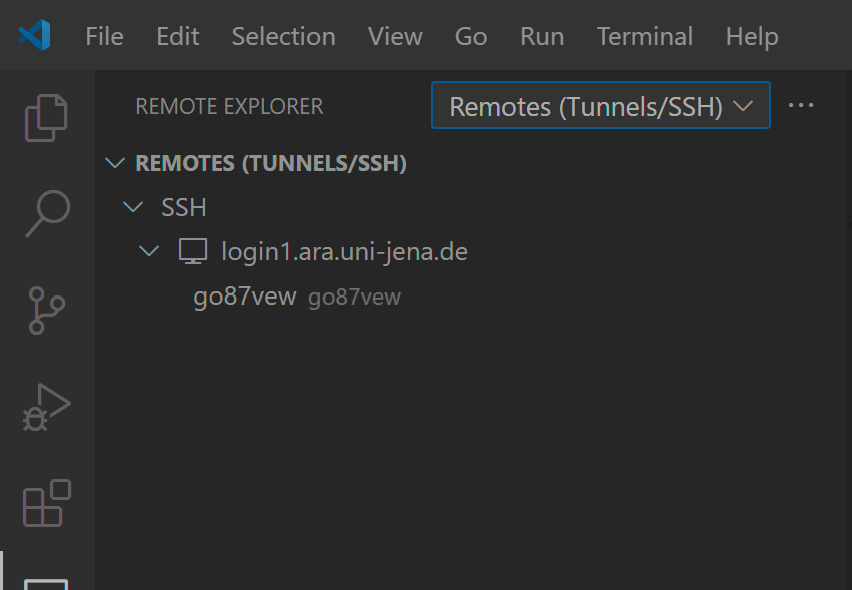 File Edit Selection View Go Run Terminal Help
REMOTE EXPLORER Remotes (Tunnels/SSH) ...
REMOTES (TUNNELS/SSH)
SSH
login1.ara.uni-jena.de
go87vew go87vew